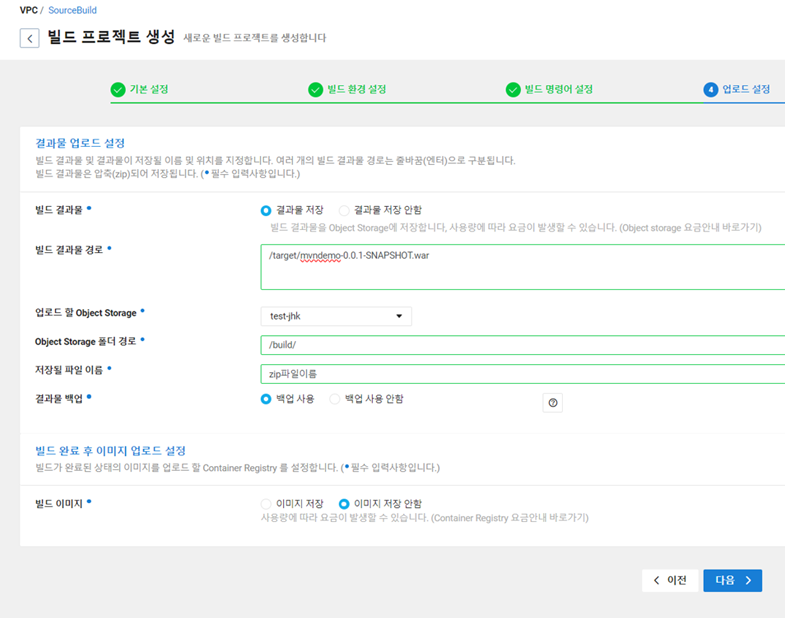 VPC / SourceBuild
빌드 프로젝트 생성 새로운 빌드 프로젝트를 생성합니다
기본 설정
빌드 환경 설정
빌드 명령어 설정
4 업로드 설정
결과물 업로드 설정
빌드 결과물 및 결과물이 저장될 이름 및 위치를 지정합니다. 여러 개의 빌드 결과물 경로는 줄바꿈(엔터)으로 구분됩니다.
빌드 결과물은 압축(zip)되어 저장됩니다. (• 필수 입력사항입니다.)
빌드 결과물 • 결과물 저장 결과물 저장 안함
빌드 결과물을 Object Storage에 저장합니다, 사용량에 따라 요금이 발생할 수 있습니다. (Object storage 요금안내 바로가기)
빌드 결과물 경로 • /target/mvndemo-0.0.1-SNAPSHOT.war
업로드 할 Object Storage • test-jhk
Object Storage 폴더 경로 • /build/
저장될 파일 이름 • zip파일이름
결과물 백업 • 백업 사용 백업 사용 안함 ?
빌드 완료 후 이미지 업로드 설정
빌드가 완료된 상태의 이미지를 업로드 할 Container Registry 를 설정합니다. (• 필수 입력사항입니다.)
빌드 이미지 • 이미지 저장 이미지 저장 안함
사용량에 따라 요금이 발생할 수 있습니다. (Container Registry 요금안내 바로가기)
< 이전 다음 >